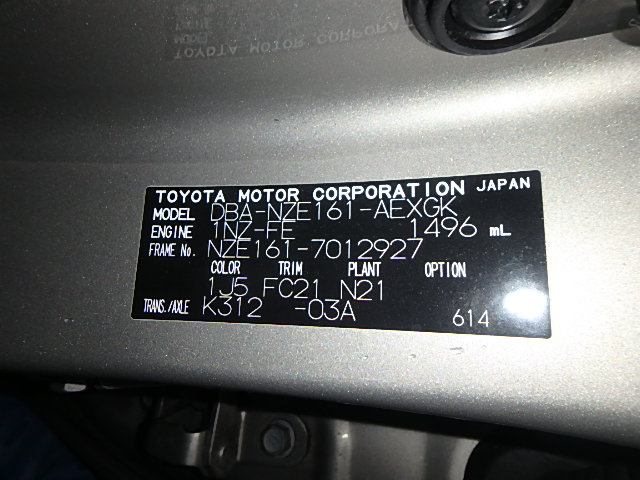 TOYOTA MOTOR CORPORATION JAPAN
MODEL DBA-NZE161-AEXGK
ENGINE 1NZ-FE 1496 mL
FRAME No. NZE161-7012927
COLOR TRIM PLANT OPTION
1J5 FC21 N21
TRANS./AXLE K312 -03A
614